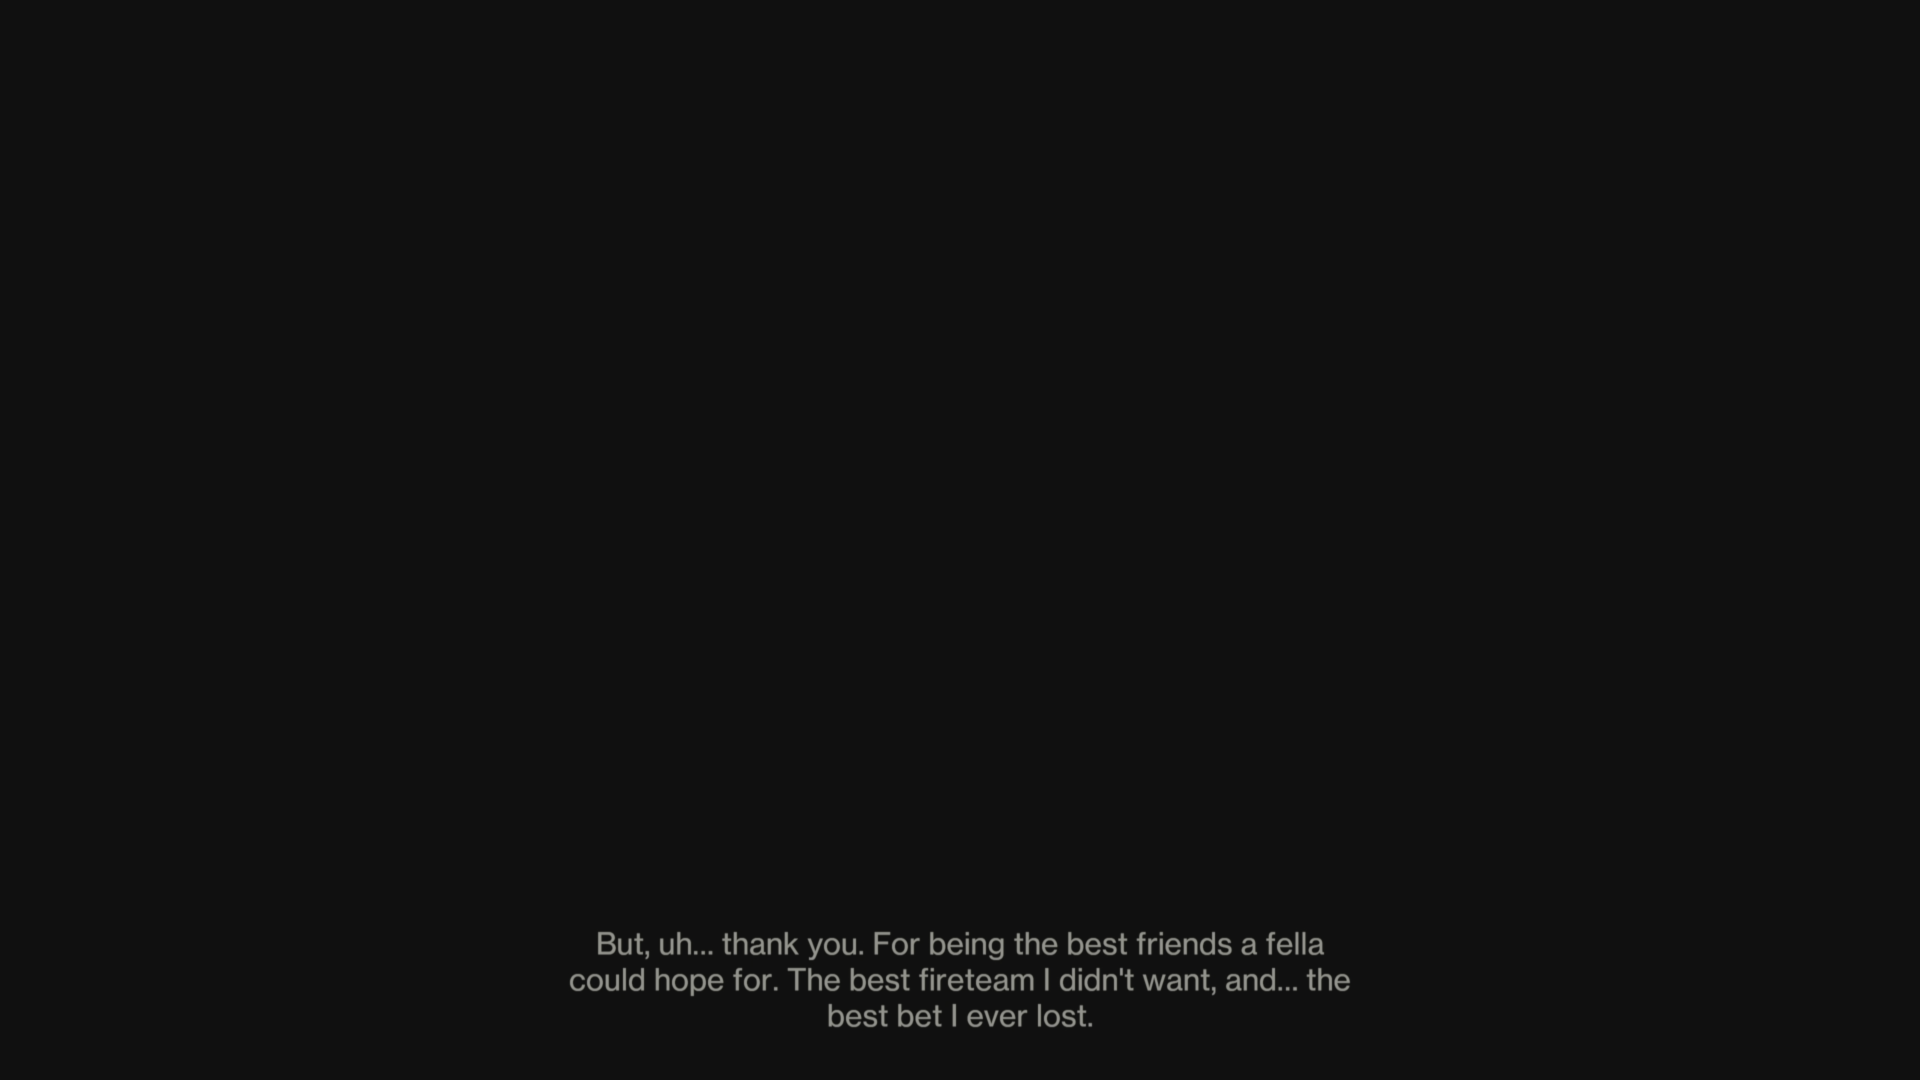 But, uh... thank you. For being the best friends a fella
could hope for. The best fireteam I didn't want, and... the
best bet I ever lost.